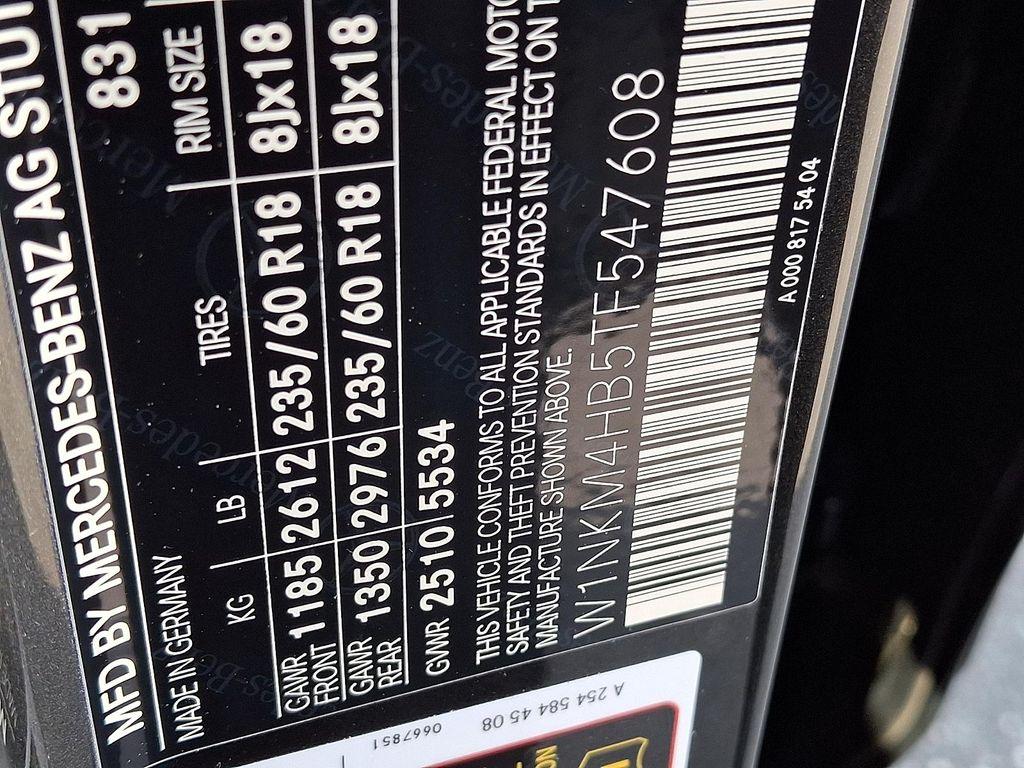 MFD BY MERCEDES-BENZ AG STUT
MADE IN GERMANY 831
KG LB TIRES RIM SIZE
GAWR FRONT 1185 2612 235/60 R18 8Jx18
GAWR REAR 1350 2976 235/60 R18 8Jx18
GWR 2510 5534
THIS VEHICLE CONFORMS TO ALL APPLICABLE FEDERAL MOTO
SAFETY AND THEFT PREVENTION STANDARDS IN EFFECT ON T
MANUFACTURE SHOWN ABOVE.
W1NKM4HB5TF547608
A 000 817 54 04
A 254 584 45 08
0667851
ION